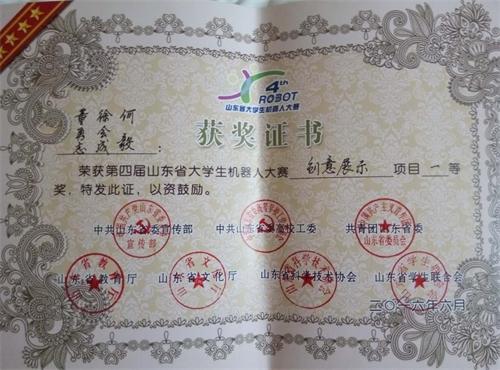 4th
ROBOT
山东省大学生机器人大赛
获奖证书
董 徐 何
勇 会
志 成 毅 :
荣获第四届山东省大学生机器人大赛 创意展示 项目 一 等
奖,特发此证,以资鼓励。
中共山东省委宣传部 中共山东省委高校工委 共青团山东省委
山东省教育厅 山东省文化厅 山东省科学技术协会 山东省学生联合会
二〇一六年六月